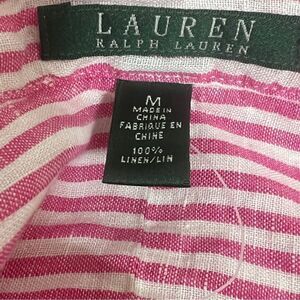 LAUREN
RALPH LAUREN
M
MADE IN
CHINA
FABRIQUE EN
CHINE
100%
LINEN/LIN